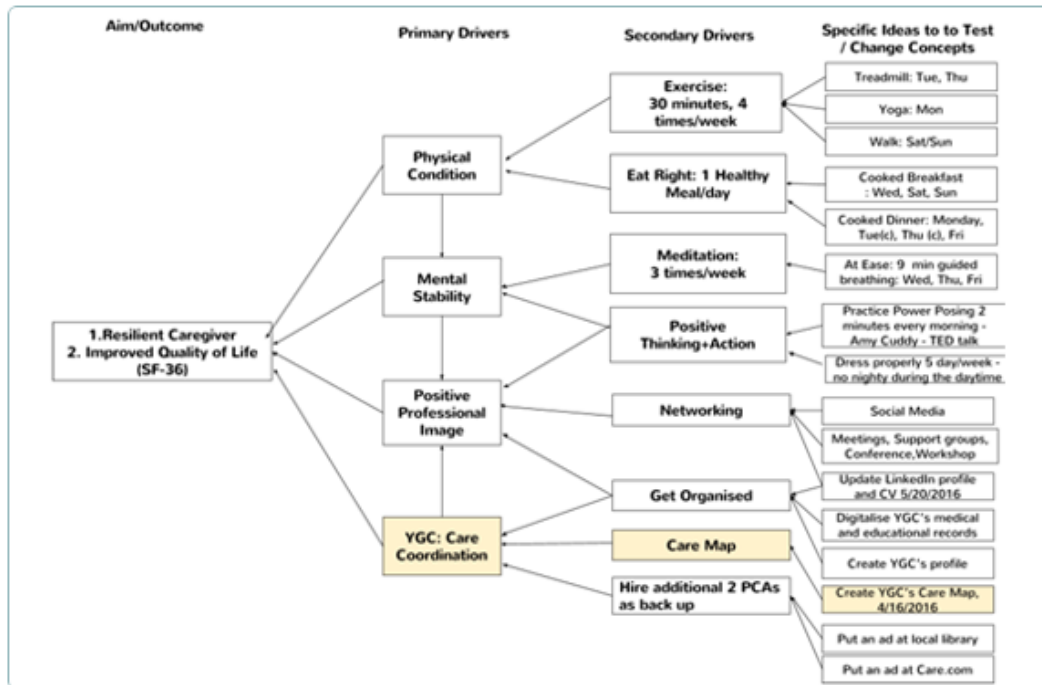 Aim/Outcome
Primary Drivers
Secondary Drivers
Specific Ideas to to Test
/ Change Concepts
1.Resilient Caregiver
2. Improved Quality of Life
(SF-36)
Physical
Condition
Mental
Stability
Positive
Professional
Image
YGC: Care
Coordination
Exercise:
30 minutes, 4
times/week
Eat Right: 1 Healthy
Meal/day
Meditation:
3 times/week
Positive
Thinking+Action
Networking
Get Organised
Care Map
Hire additional 2 PCAs
as back up
Treadmill: Tue, Thu
Yoga: Mon
Walk: Sat/Sun
Cooked Breakfast
: Wed, Sat, Sun
Cooked Dinner: Monday,
Tue(c), Thu (c), Fri
At Ease: 9 min guided
breathing: Wed, Thu, Fri
Practice Power Posing 2
minutes every morning -
Amy Cuddy - TED talk
Dress properly 5 day/week -
no nighty during the daytime
Social Media
Meetings, Support groups,
Conference,Workshop
Update LinkedIn profile
and CV 5/20/2016
Digitalise YGC's medical
and educational records
Create YGC's profile
Create YGC's Care Map,
4/16/2016
Put an ad at local library
Put an ad at Care.com